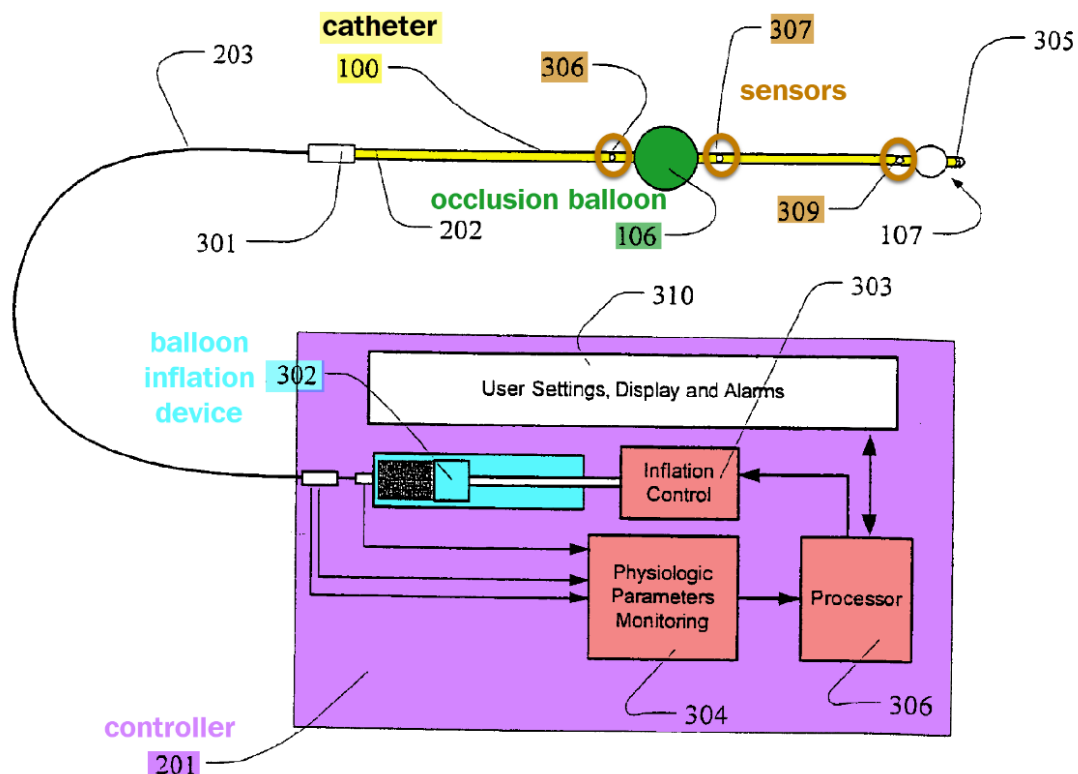 catheter
203
100
306
307
305
sensors
occlusion balloon
301
202
106
309
107
310
303
balloon
inflation
device
302
User Settings, Display and Alarms
Inflation
Control
Physiologic
Parameters
Monitoring
Processor
304
306
controller
201